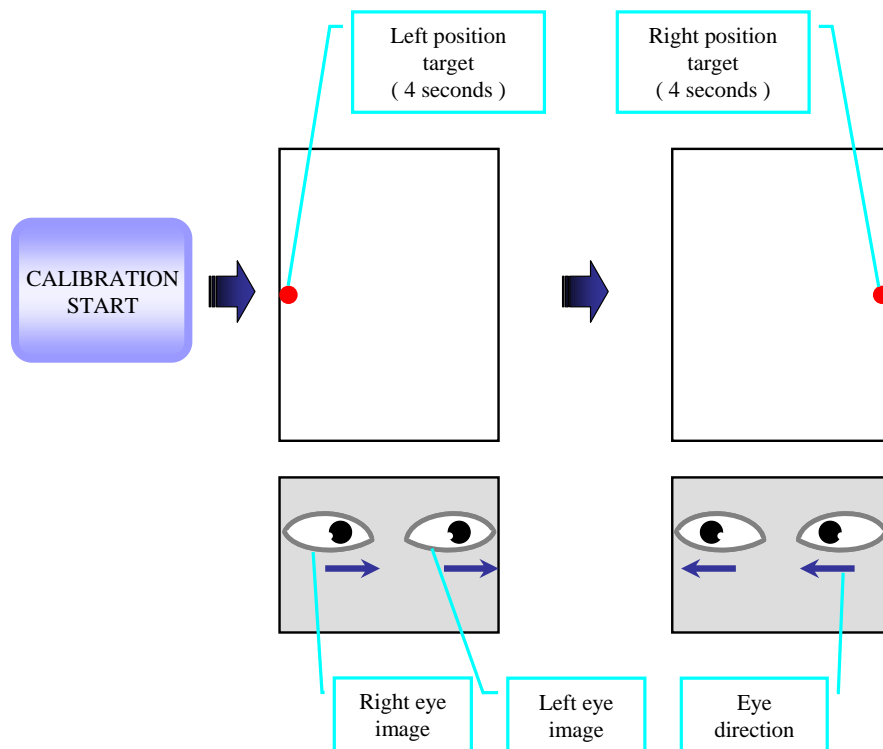 Left position
target
( 4 seconds )
Right position
target
( 4 seconds )
CALIBRATION
START
Right eye
image
Left eye
image
Eye
direction